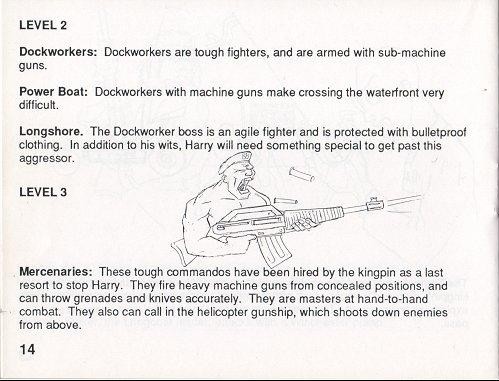 LEVEL 2
Dockworkers: Dockworkers are tough fighters, and are armed with sub-machine
guns.
Power Boat: Dockworkers with machine guns make crossing the waterfront very
difficult.
Longshore. The Dockworker boss is an agile fighter and is protected with bulletproof
clothing. In addition to his wits, Harry will need something special to get past this
aggressor.
LEVEL 3
Mercenaries: These tough commandos have been hired by the kingpin as a last
resort to stop Harry. They fire heavy machine guns from concealed positions, and
can throw grenades and knives accurately. They are masters at hand-to-hand
combat. They also can call in the helicopter gunship, which shoots down enemies
from above.
14